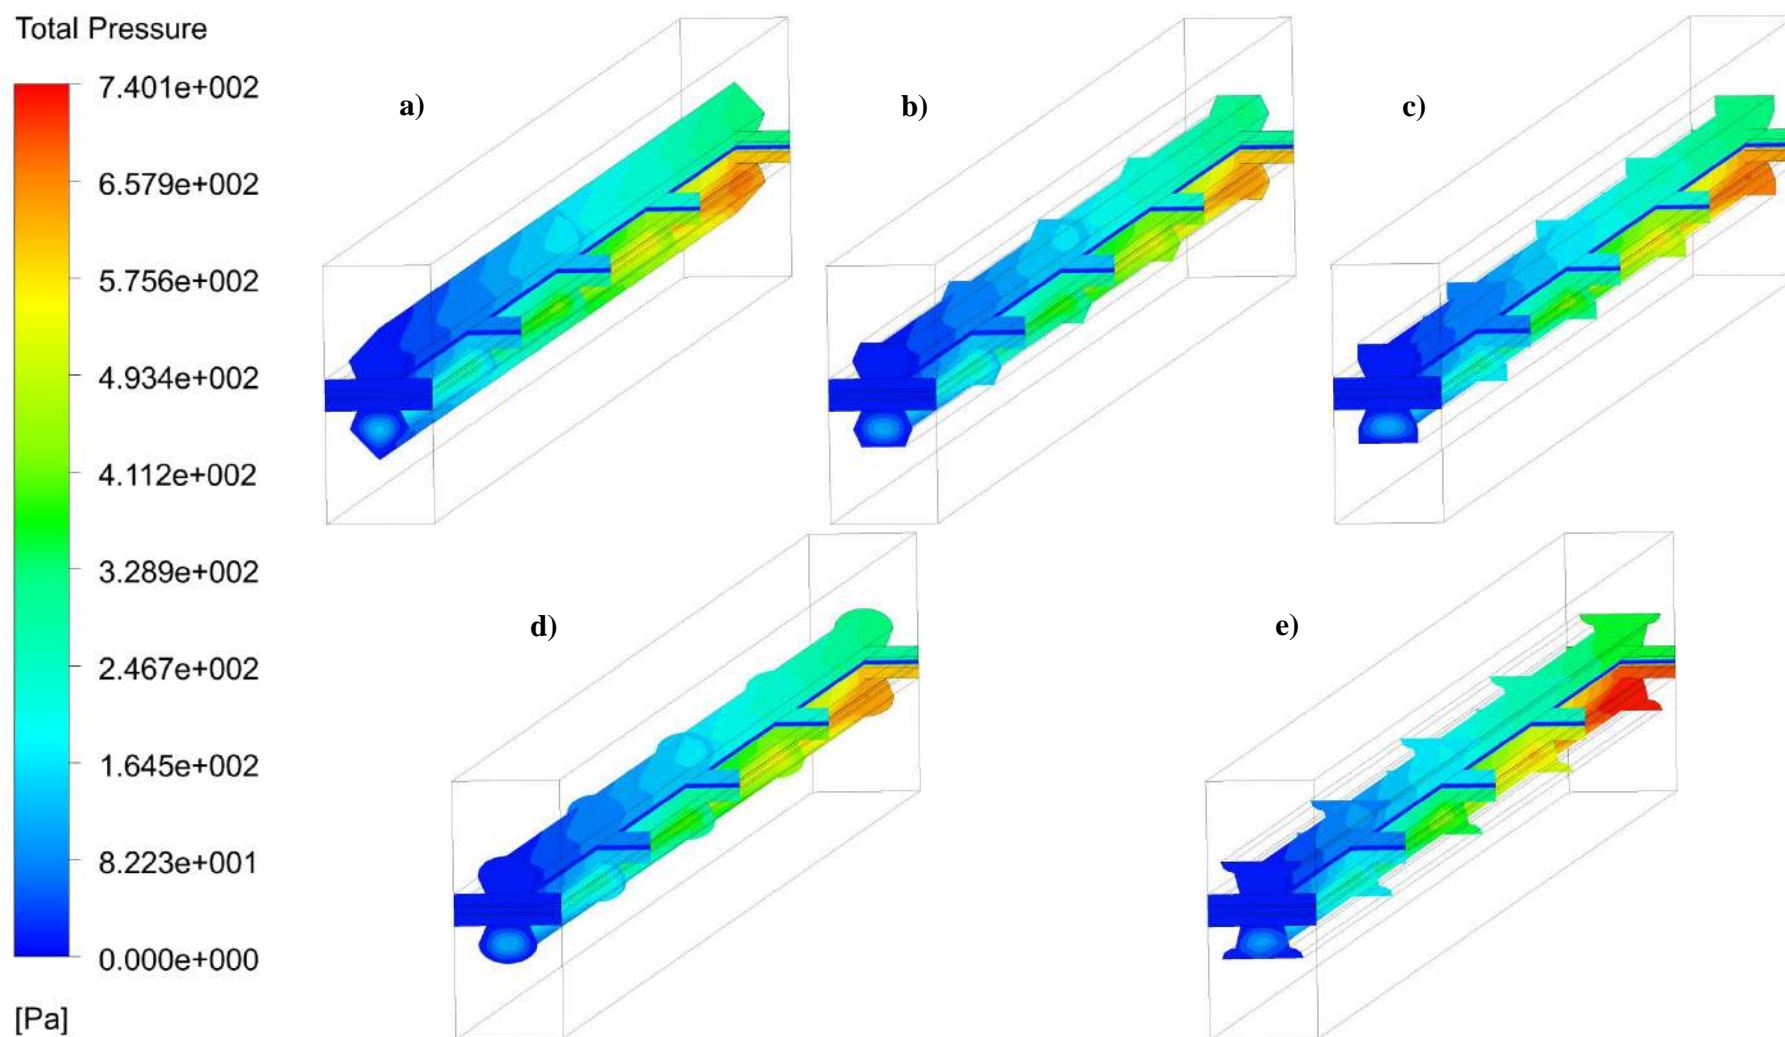 Total Pressure
7.401e+002
6.579e+002
5.756e+002
4.934e+002
4.112e+002
3.289e+002
2.467e+002
1.645e+002
8.223e+001
0.000e+000
[Pa]
a)
b)
c)
d)
e)